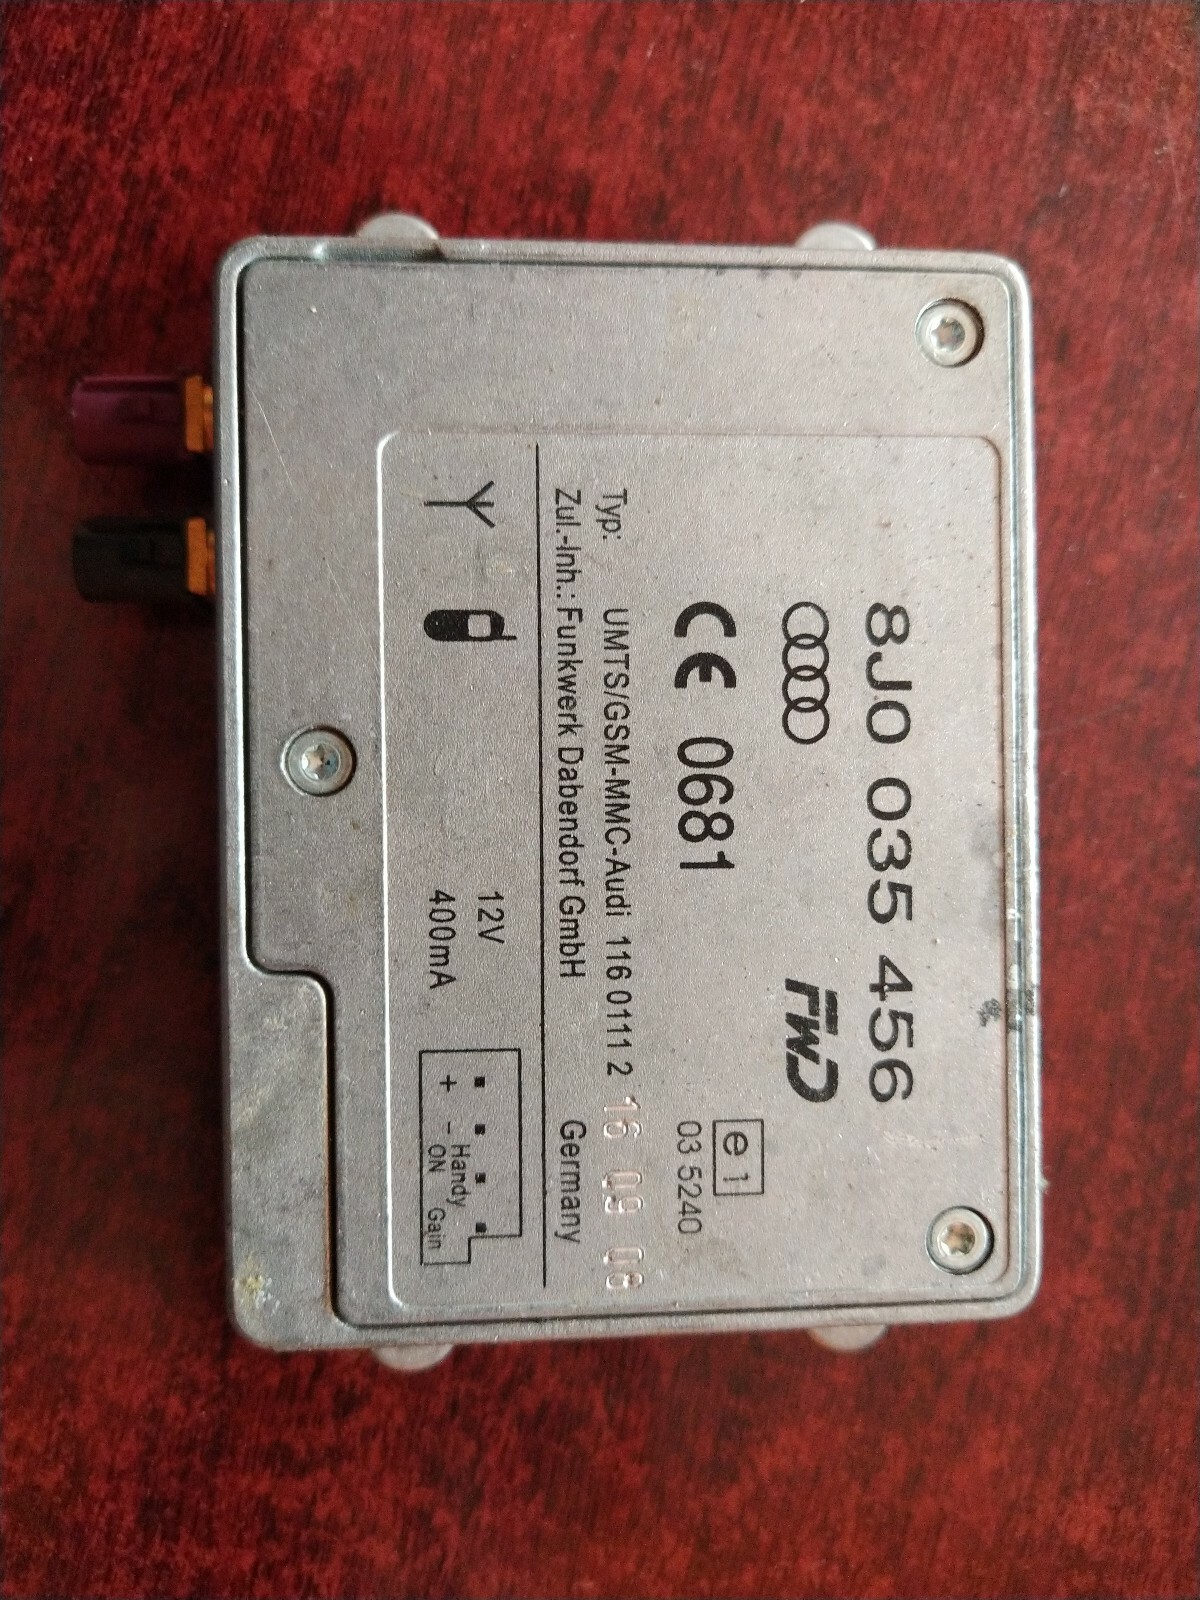 8J0 035 456
FWD
CE 0681
e1
03 5240
Typ: UMTS/GSM-MMC-Audi 116 0111 2 16 09 08
Zul.-Inh.: Funkwerk Dabendorf GmbH Germany
12V
400mA
+ - Handy ON Gain